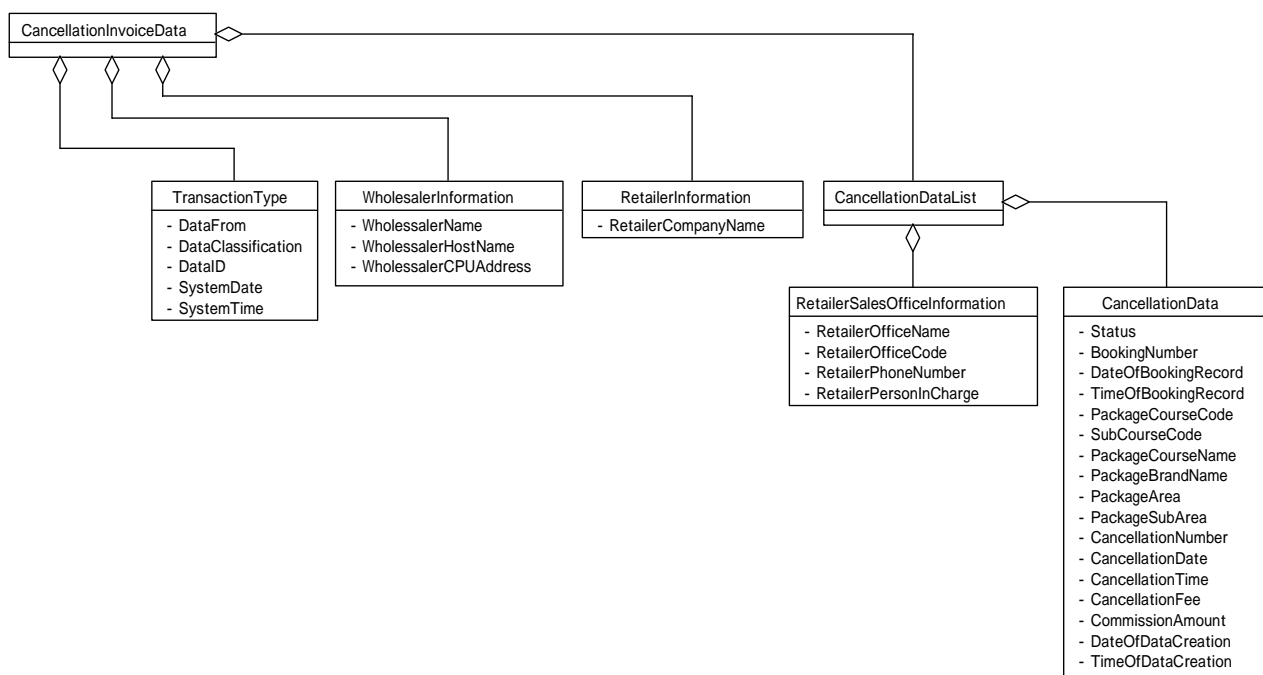 CancellationInvoiceData
TransactionType
- DataFrom
- DataClassification
- DataID
- SystemDate
- SystemTime
WholesalerInformation
- WholessalerName
- WholessalerHostName
- WholessalerCPUAddress
RetailerInformation
- RetailerCompanyName
CancellationDataList
RetailerSalesOfficeInformation
- RetailerOfficeName
- RetailerOfficeCode
- RetailerPhoneNumber
- RetailerPersonInCharge
CancellationData
- Status
- BookingNumber
- DateOfBookingRecord
- TimeOfBookingRecord
- PackageCourseCode
- SubCourseCode
- PackageCourseName
- PackageBrandName
- PackageArea
- PackageSubArea
- CancellationNumber
- CancellationDate
- CancellationTime
- CancellationFee
- CommissionAmount
- DateOfDataCreation
- TimeOfDataCreation